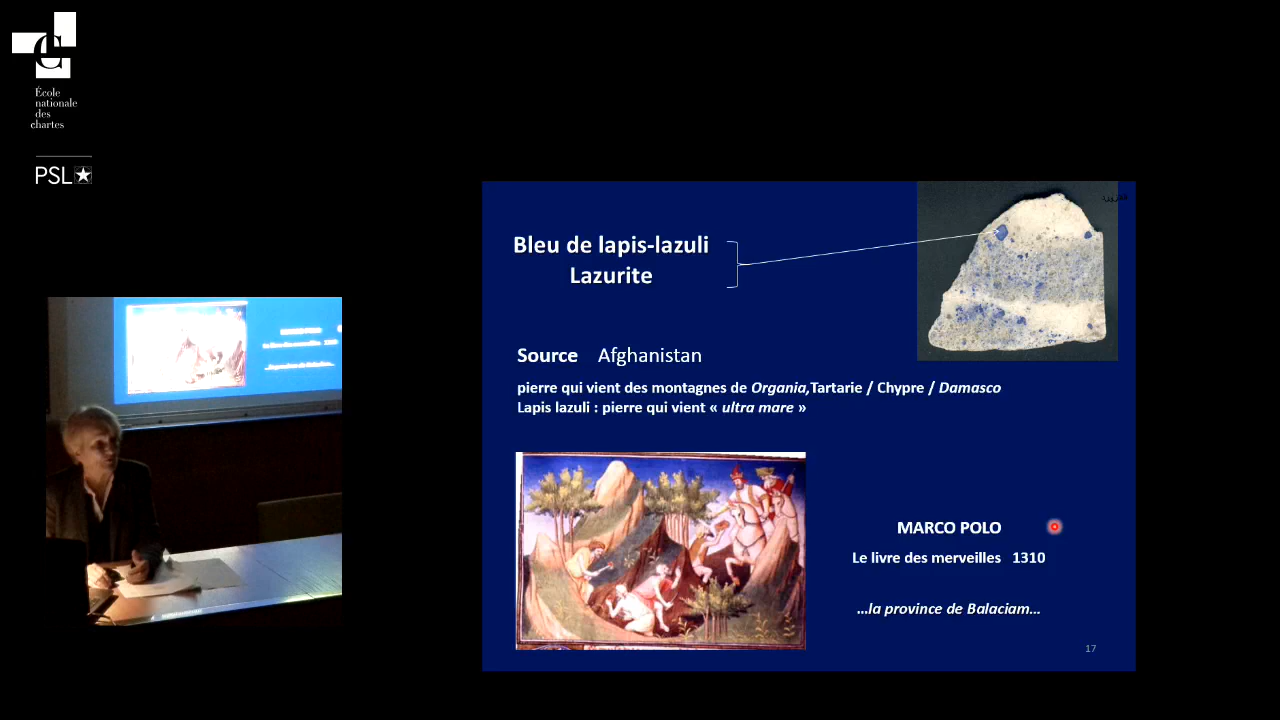 École
nationale
des
chartes
PSL
Bleu de lapis-lazuli
Lazurite
Source Afghanistan
pierre qui vient des montagnes de Organia,Tartarie / Chypre / Damasco
Lapis lazuli : pierre qui vient « ultra mare »
MARCO POLO
Le livre des merveilles 1310
...la province de Balaciam...
17